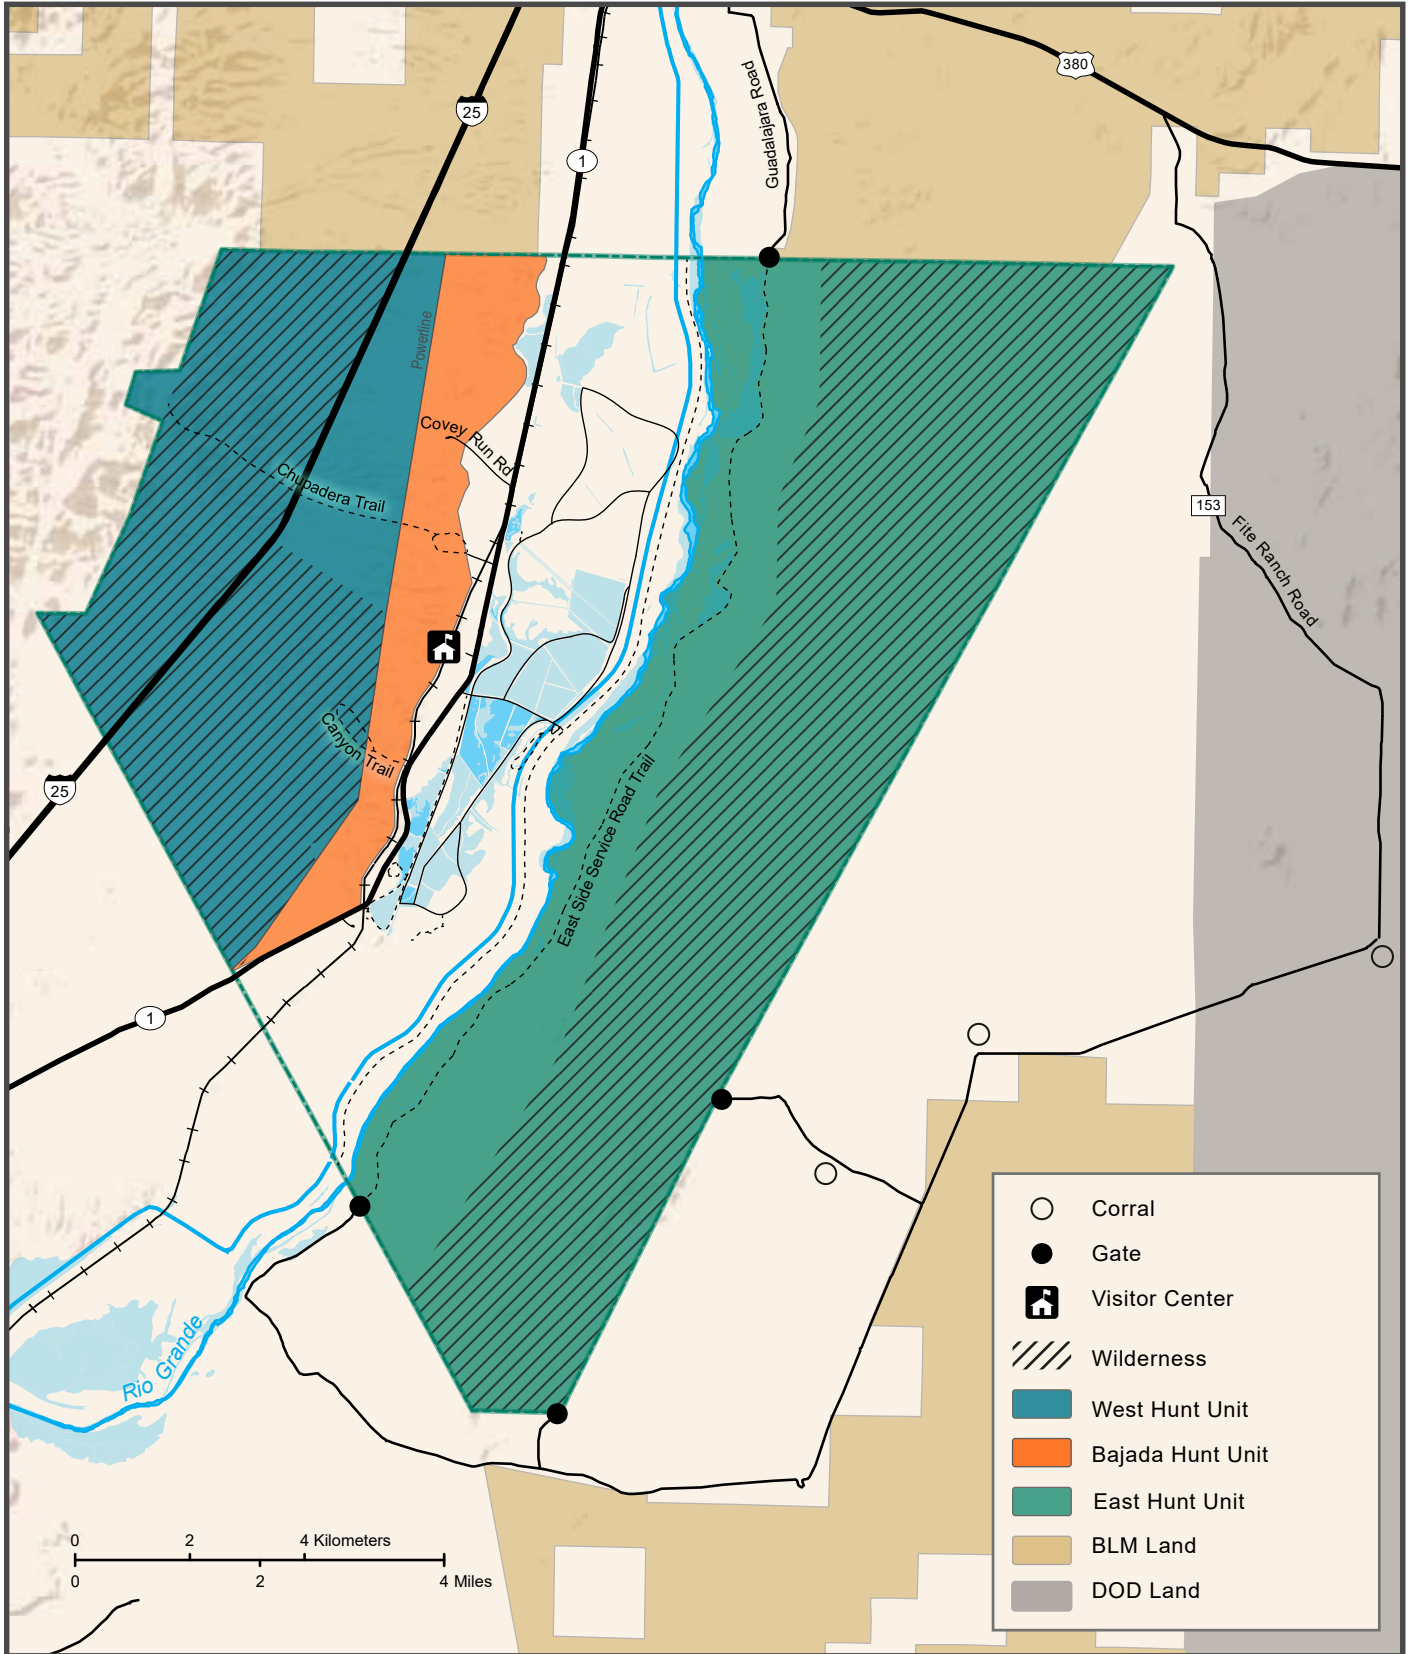 380
25
1
Guadalajara Road
Powerline
Covey Run Rd
Chupadera Trail
153
Fite Ranch Road
Canyon Trail
25
East Side Service Road Trail
1
Rio Grande
Corral
Gate
Visitor Center
Wilderness
West Hunt Unit
Bajada Hunt Unit
East Hunt Unit
BLM Land
DOD Land
0 2 4 Kilometers
0 2 4 Miles